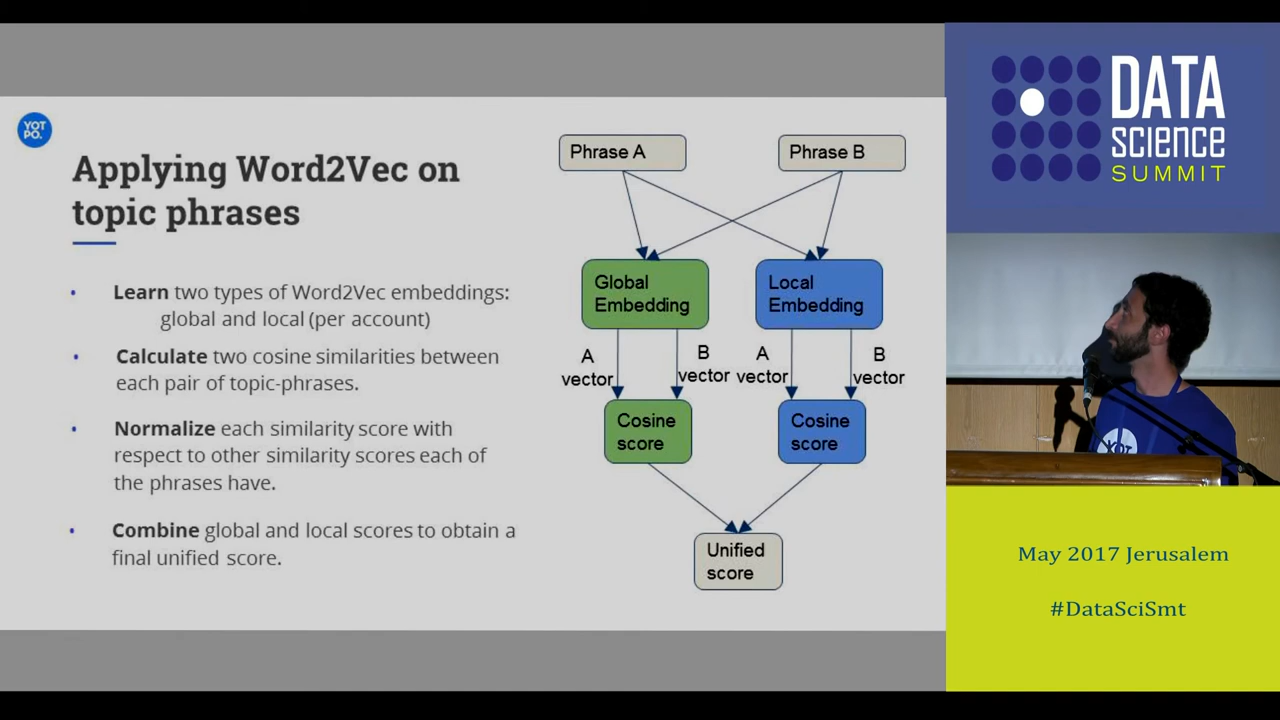 YOT
PO.
Applying Word2Vec on
topic phrases
• Learn two types of Word2Vec embeddings:
global and local (per account)
• Calculate two cosine similarities between
each pair of topic-phrases.
• Normalize each similarity score with
respect to other similarity scores each of
the phrases have.
• Combine global and local scores to obtain a
final unified score.
Phrase A
Phrase B
Global
Embedding
Local
Embedding
A
vector
B
vector
A
vector
B
vector
Cosine
score
Cosine
score
Unified
score
DATA
SCIENCE
SUMMIT
YOT
May 2017 Jerusalem
#DataSciSmt